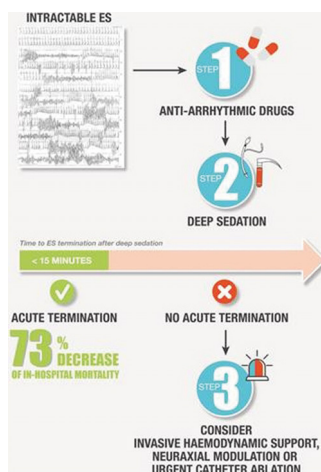 INTRACTABLE ES
STEP
1
ANTI-ARRHYTHMIC DRUGS
STEP
2
DEEP SEDATION
Time to ES termination after deep sedation
< 15 MINUTES
ACUTE TERMINATION
NO ACUTE TERMINATION
73% DECREASE
OF IN-HOSPITAL MORTALITY
STEP
3
CONSIDER
INVASIVE HAEMODYNAMIC SUPPORT,
NEURAXIAL MODULATION OR
URGENT CATHETER ABLATION